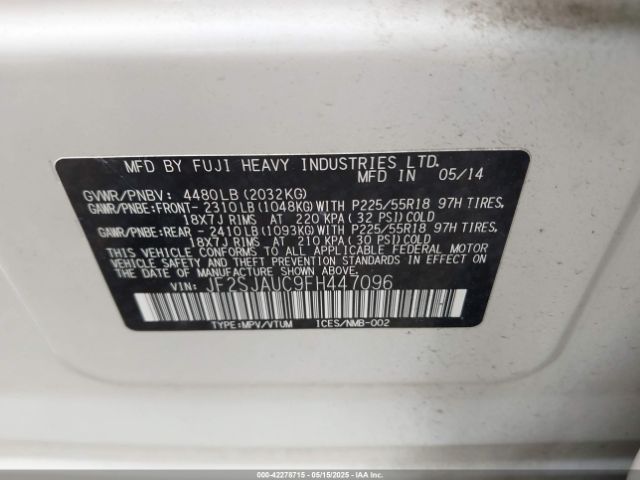 MFD BY FUJI HEAVY INDUSTRIES LTD.
MFD IN 05/14
GVWR/PNBV: 4480LB (2032KG)
GAWR/PNBE:FRONT- 2310LB (1048KG) WITH P225/55R18 97H TIRES,
18X7J RIMS AT 220 KPA (32 PSI) COLD
GAWR/PNBE:REAR - 2410LB (1093KG) WITH P225/55R18 97H TIRES,
18X7J RIMS AT 210 KPA (30 PSI) COLD
THIS VEHICLE CONFORMS TO ALL APPLICABLE FEDERAL MOTOR
VEHICLE SAFETY AND THEFT PREVENTION STANDARDS IN EFFECT
ON THE DATE OF MANUFACTURE SHOWN ABOVE.
VIN: JF2SJAUC9FH447096
TYPE:MPV/VTUM ICES/NMB-002
000-42278715 - 05/15/2025 - IAAI.COM